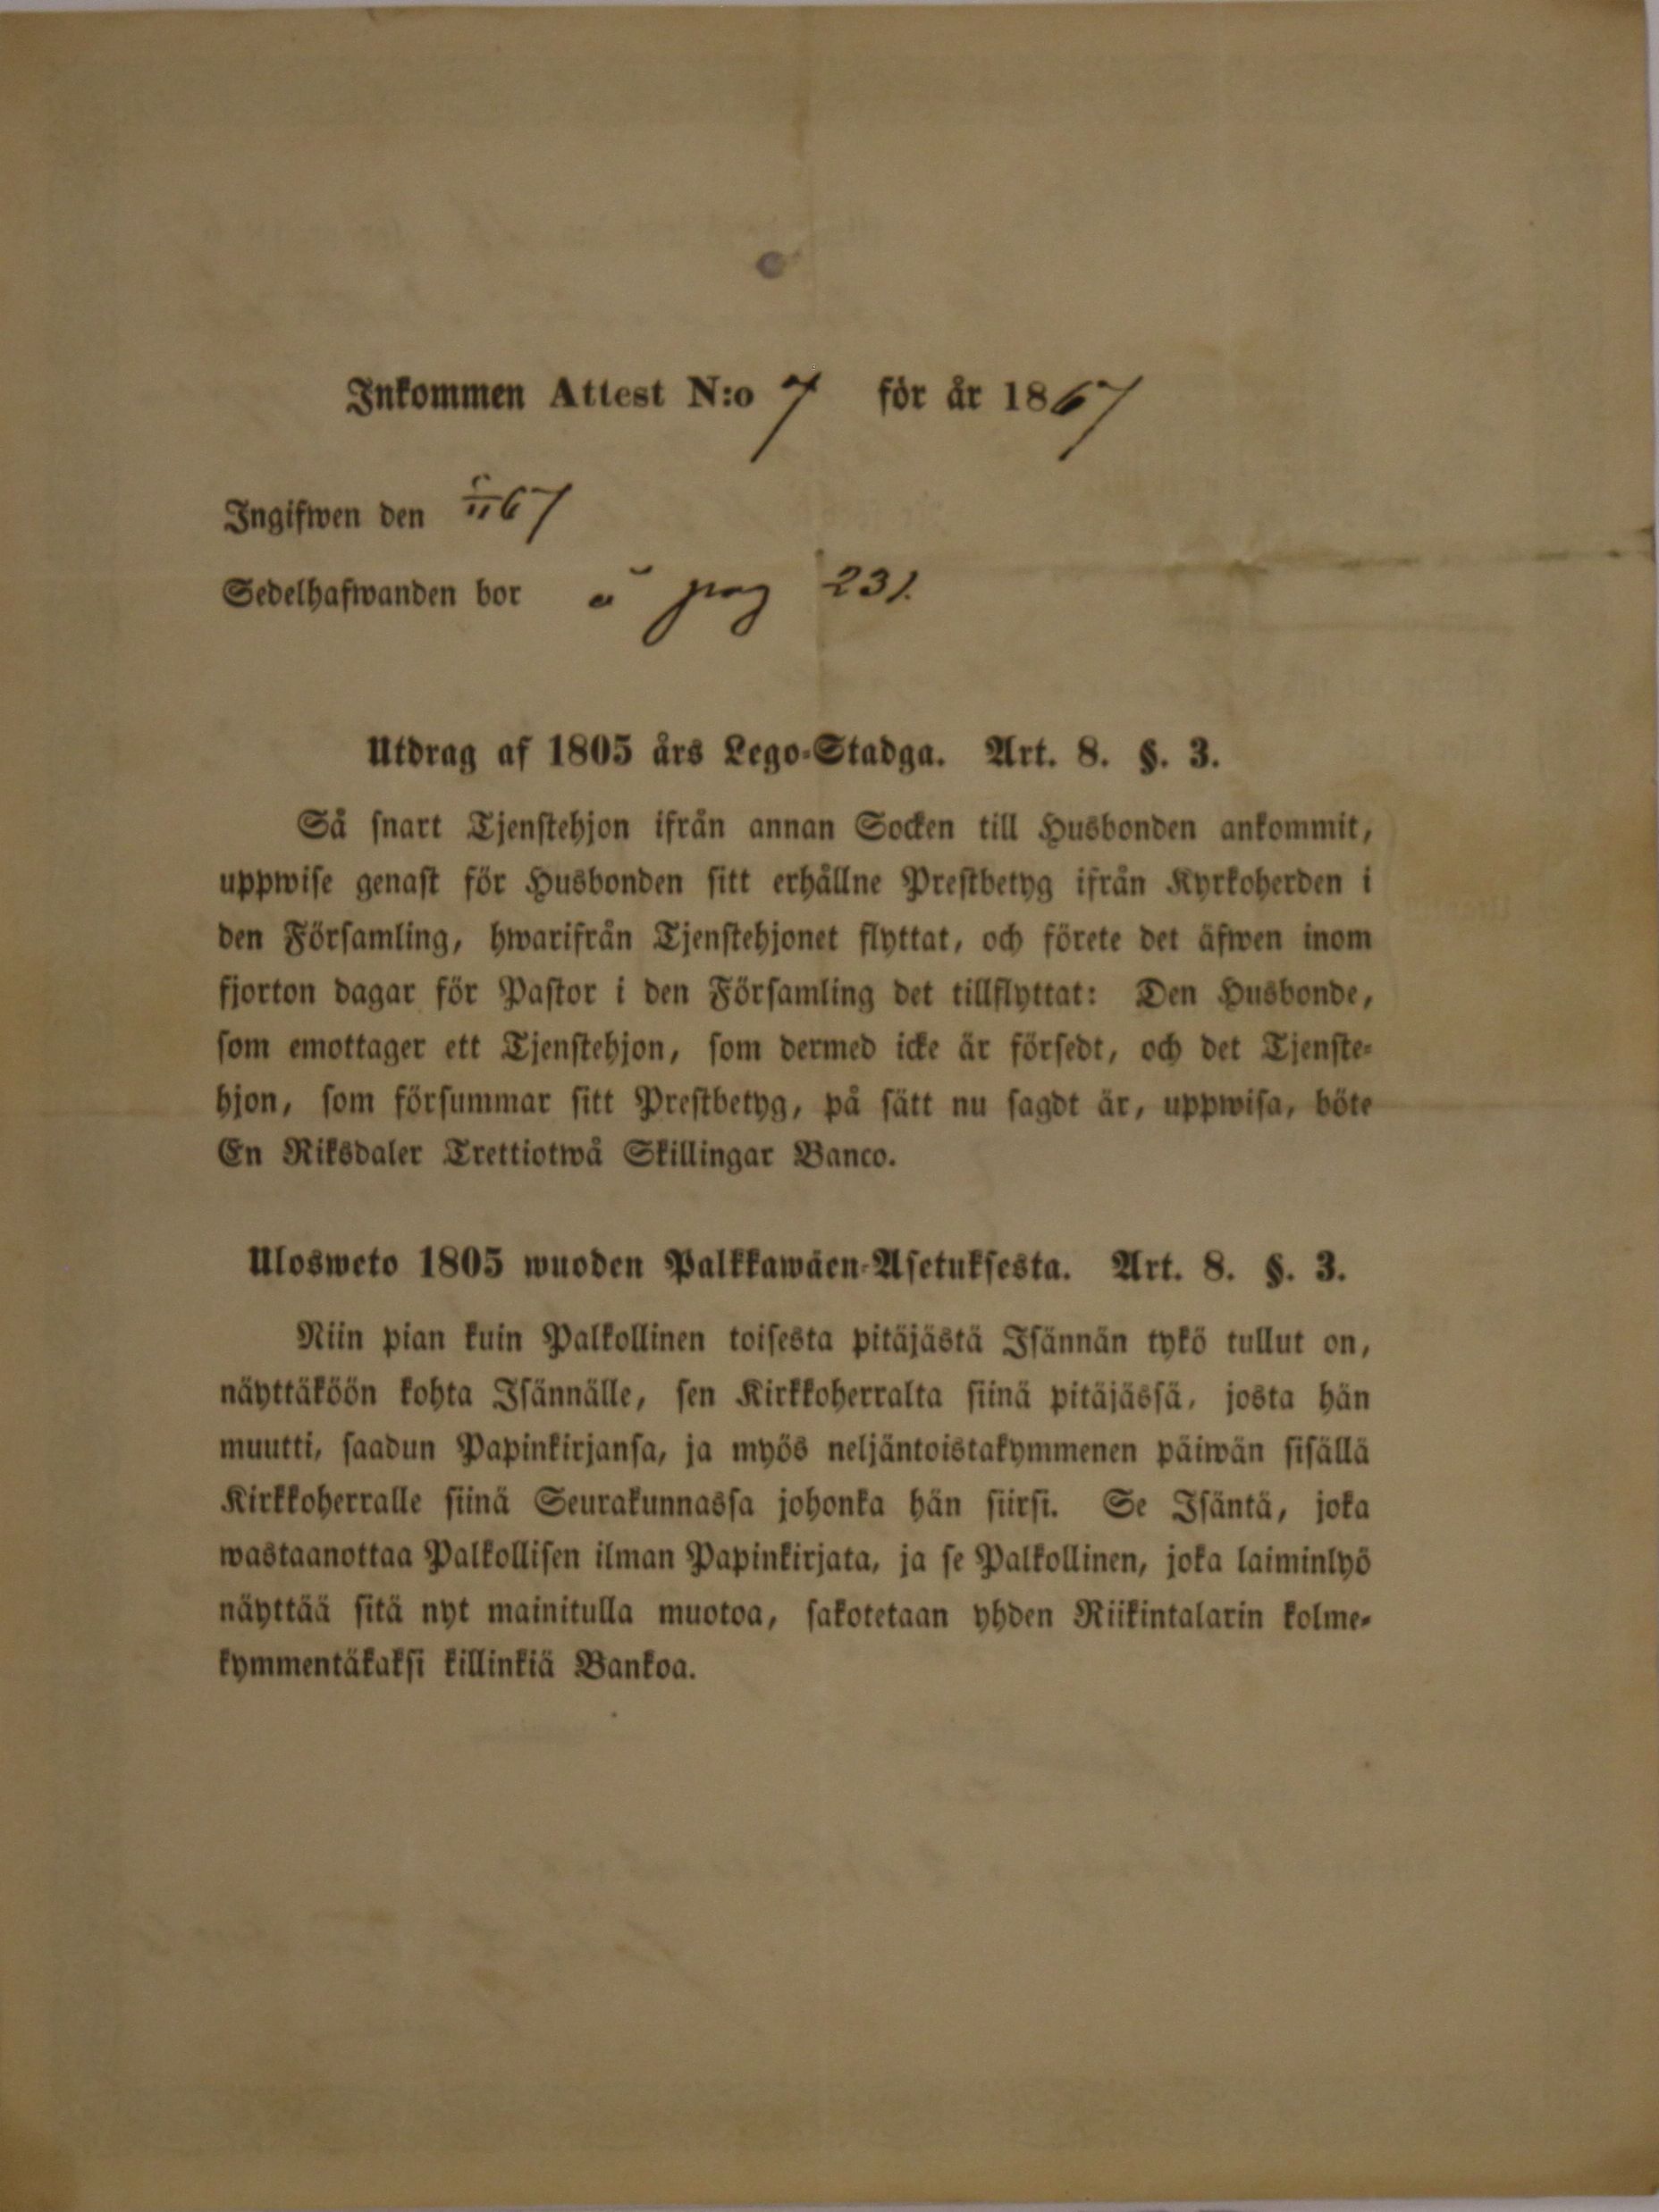 Inkommen Attest N:o 7 för år 1867
Ingifwen den 5/11 67
Sedelhafwanden bor å pag 231.
Utdrag af 1805 års Lego-Stadga. Art. 8. §. 3.
Så snart Tjenstehjon ifrån annan Socken till Husbonden ankommit,
uppwise genast för Husbonden sitt erhållne Prestbetyg ifrån Kyrkoherden i
den Församling, hwarifrån Tjenstehjonet flyttat, och förete det äfwen inom
fjorton dagar för Pastor i den Församling det tillflyttat: Den Husbonde,
som emottager ett Tjenstehjon, som dermed icke är försedt, och det Tjenste-
hjon, som försummar sitt Prestbetyg, på sätt nu sagdt är, uppwisa, böte
En Riksdaler Trettiotwå Skillingar Banco.
Ulosweto 1805 wuoden Palkkawäen-Asetuksesta. Art. 8. §. 3.
Niin pian kuin Palkollinen toisesta pitäjästä Isännän tykö tullut on,
näyttäköön kohta Isännälle, sen Kirkkoherralta siinä pitäjässä, josta hän
muutti, saadun Papinkirjansa, ja myös neljäntoistakymmenen päiwän sisällä
Kirkkoherralle siinä Seurakunnassa johonka hän siirsi. Se Isäntä, joka
wastaanottaa Palkollisen ilman Papinkirjata, ja se Palkollinen, joka laiminlyö
näyttää sitä nyt mainitulla muotoa, sakotetaan yhden Riikintalarin kolme-
kymmentäkaksi killinkiä Bankoa.